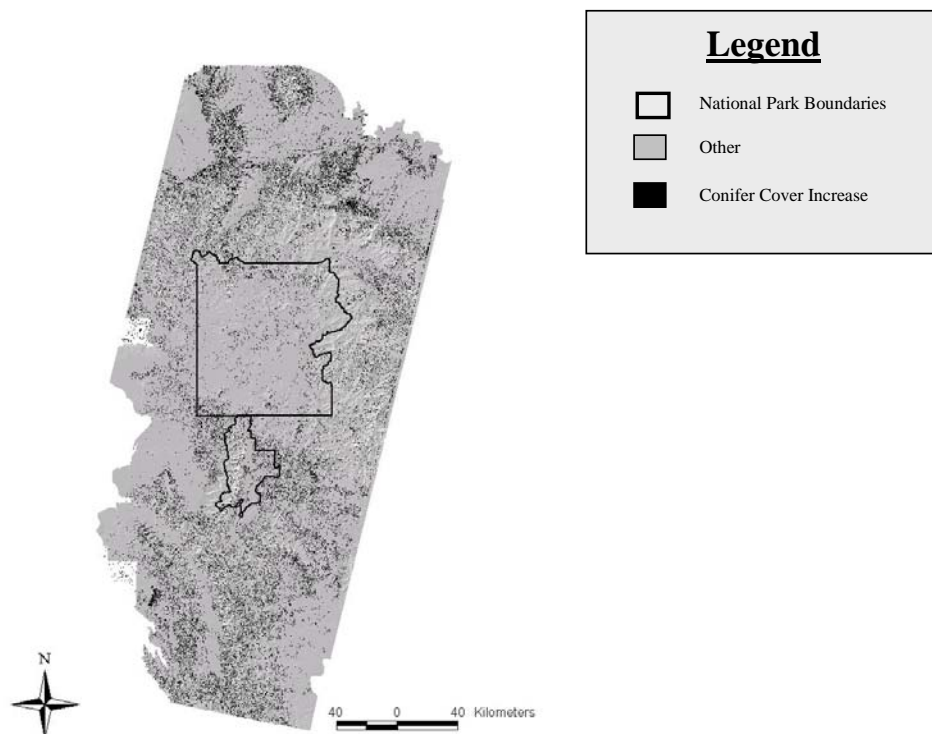 Legend
National Park Boundaries
Other
Conifer Cover Increase
N
40 0 40 Kilometers